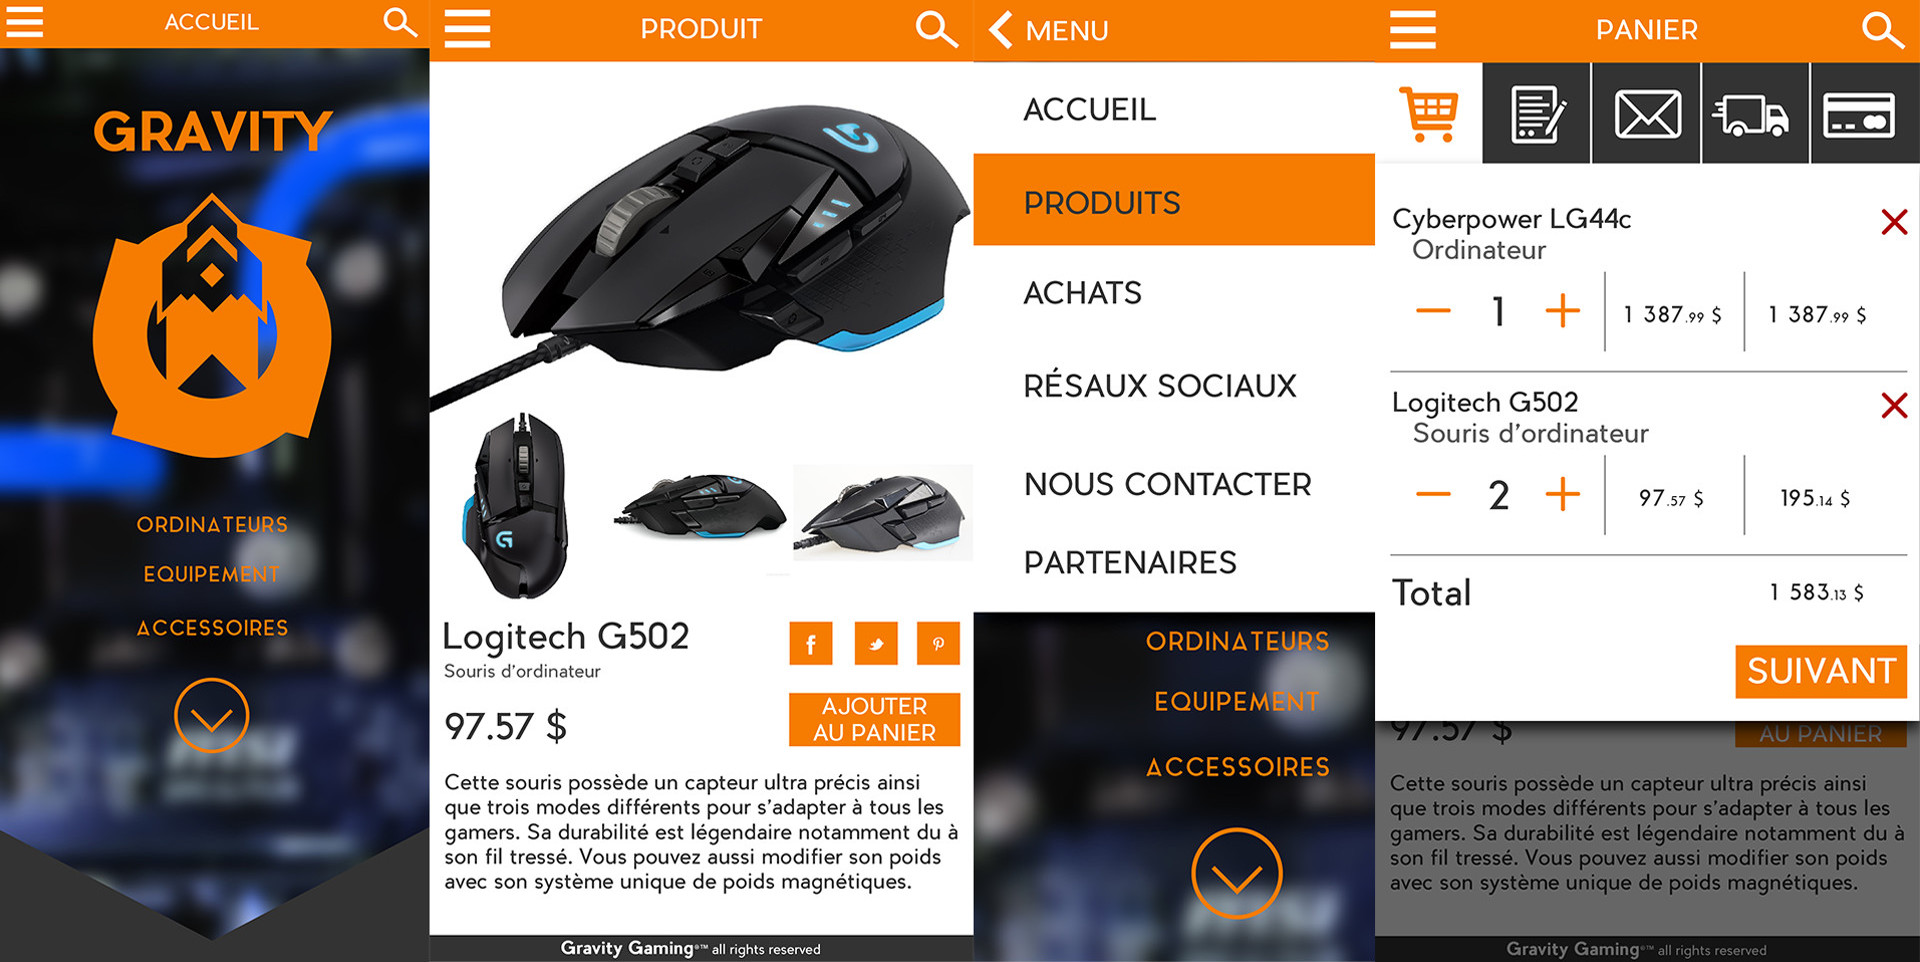 ACCUEIL
GRAVITY
ORDINATEURS
EQUIPEMENT
ACCESSOIRES
PRODUIT
Logitech G502
Souris d'ordinateur
97.57 $
AJOUTER
AU PANIER
Cette souris possède un capteur ultra précis ainsi
que trois modes différents pour s'adapter à tous les
gamers. Sa durabilité est légendaire notamment du à
son fil tressé. Vous pouvez aussi modifier son poids
avec son système unique de poids magnétiques.
Gravity Gaming©™ all rights reserved
MENU
ACCUEIL
PRODUITS
ACHATS
RÉSAUX SOCIAUX
NOUS CONTACTER
PARTENAIRES
ORDINATEURS
EQUIPEMENT
ACCESSOIRES
PANIER
Cyberpower LG44c
Ordinateur
1 1 387.99 $ 1 387.99 $
Logitech G502
Souris d'ordinateur
2 97.57 $ 195.14 $
Total 1 583.13 $
SUIVANT
97.57 $
AU PANIER
Cette souris possède un capteur ultra précis ainsi
que trois modes différents pour s'adapter à tous les
gamers. Sa durabilité est légendaire notamment du à
son fil tressé. Vous pouvez aussi modifier son poids
avec son système unique de poids magnétiques.
Gravity Gaming©™ all rights reserved